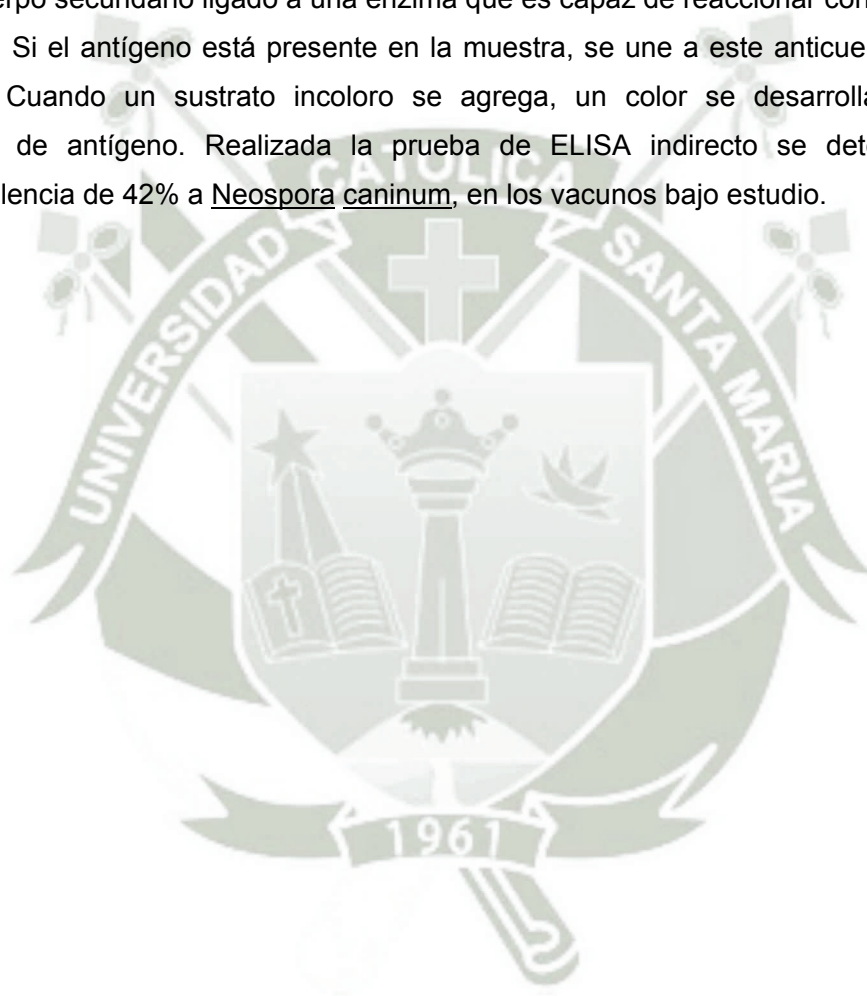 erpo secundario ligado a una enzima que es capaz de reaccionar con
Si el antígeno está presente en la muestra, se une a este anticue
Cuando un sustrato incoloro se agrega, un color se desarrolla
de antígeno. Realizada la prueba de ELISA indirecto se det
lencia de 42% a Neospora caninum, en los vacunos bajo estudio.
UNIVERSIDAD CATOLICA SANTA MARIA
1961